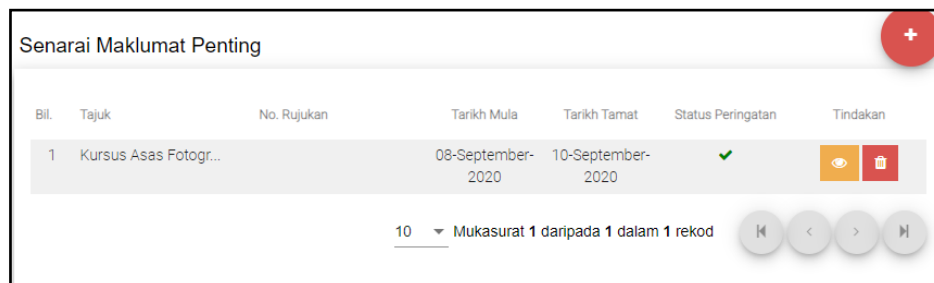 Senarai Maklumat Penting
Bil. Tajuk No. Rujukan Tarikh Mula Tarikh Tamat Status Peringatan Tindakan
1 Kursus Asas Fotogr... 08-September- 10-September-
2020 2020
10 Mukasurat 1 daripada 1 dalam 1 rekod